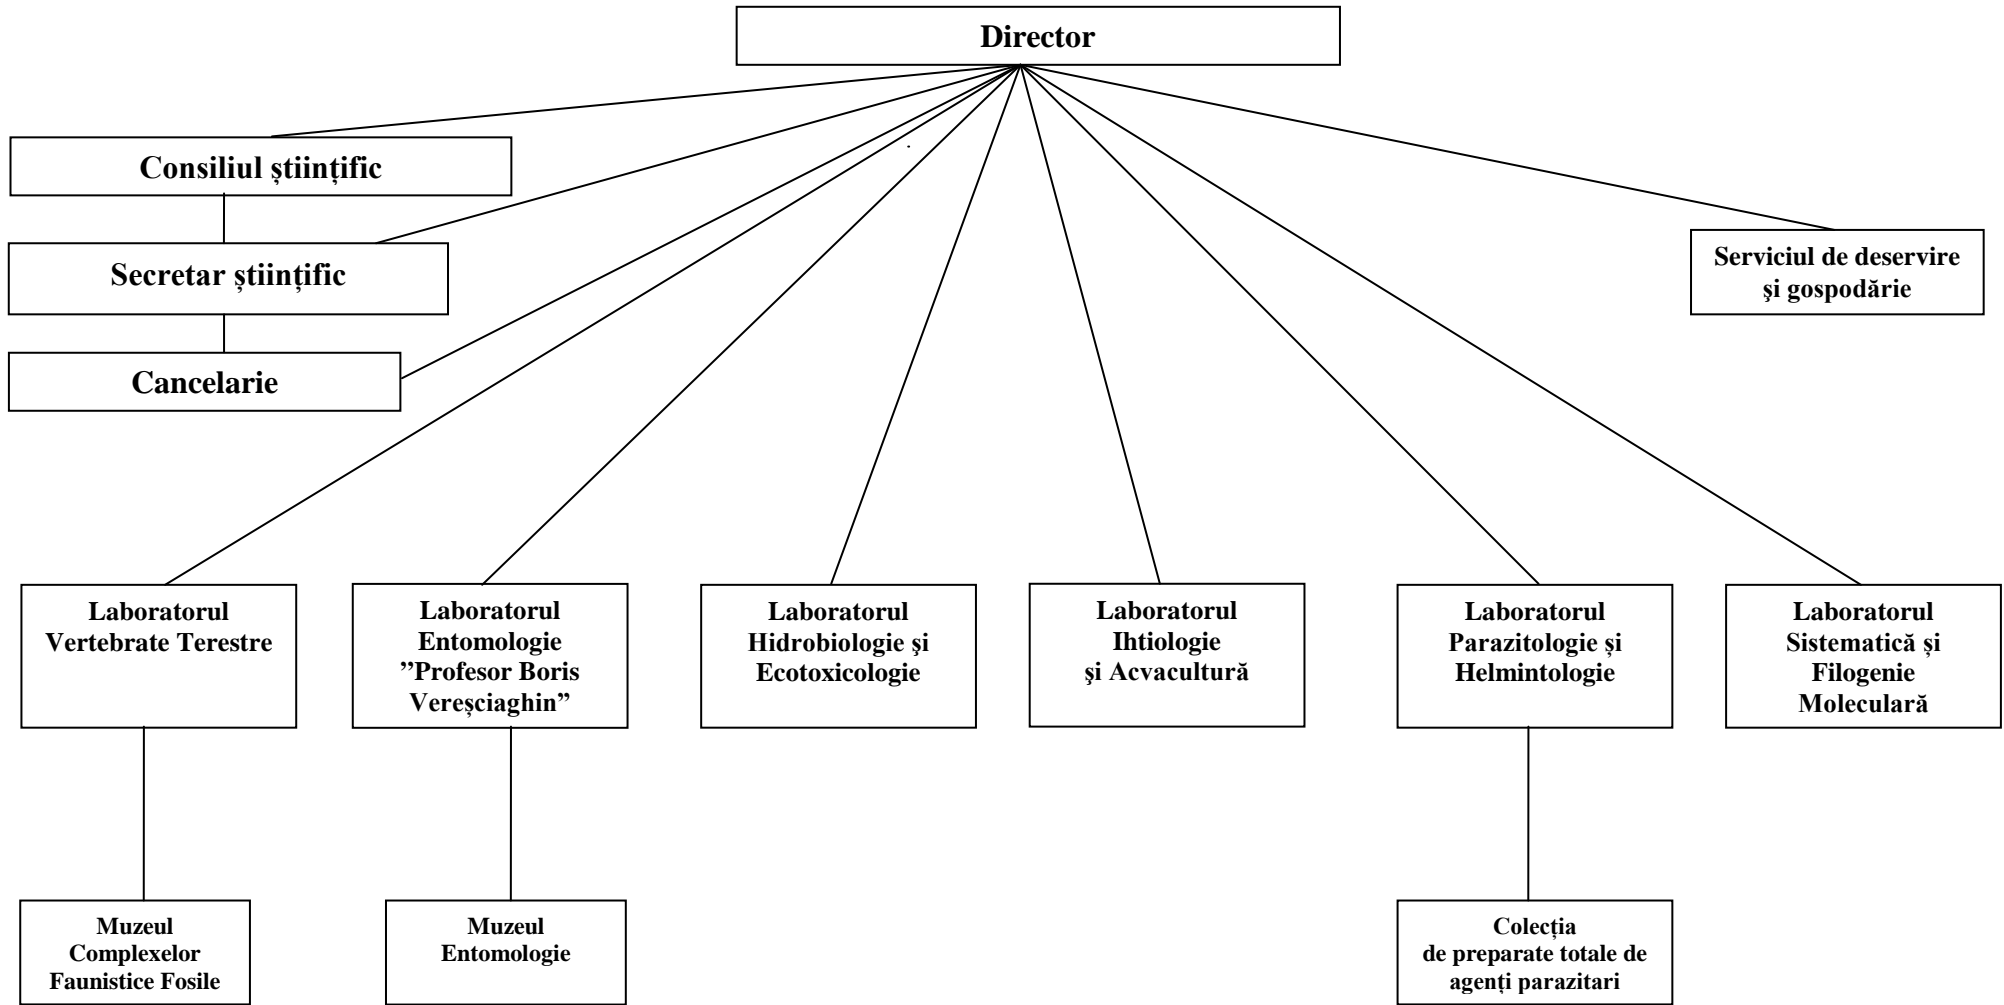 Director
Consiliul științific
Secretar științific
Cancelarie
Serviciul de deservire
şi gospodărie
Laboratorul
Vertebrate Terestre
Laboratorul
Entomologie
”Profesor Boris
Vereșciaghin”
Laboratorul
Hidrobiologie şi
Ecotoxicologie
Laboratorul
Ihtiologie
şi Acvacultură
Laboratorul
Parazitologie și
Helmintologie
Laboratorul
Sistematică și
Filogenie
Moleculară
Muzeul
Complexelor
Faunistice Fosile
Muzeul
Entomologie
Colecția
de preparate totale de
agenți parazitari